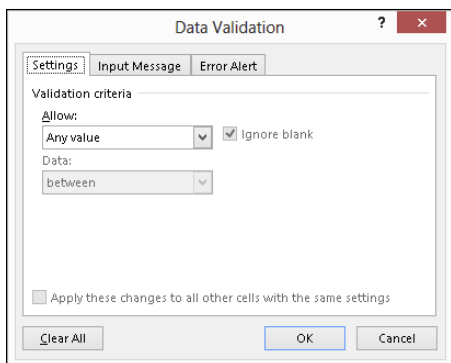 Data Validation ?
Settings Input Message Error Alert
Validation criteria
Allow:
Any value Ignore blank
Data:
between
Apply these changes to all other cells with the same settings
Clear All OK Cancel